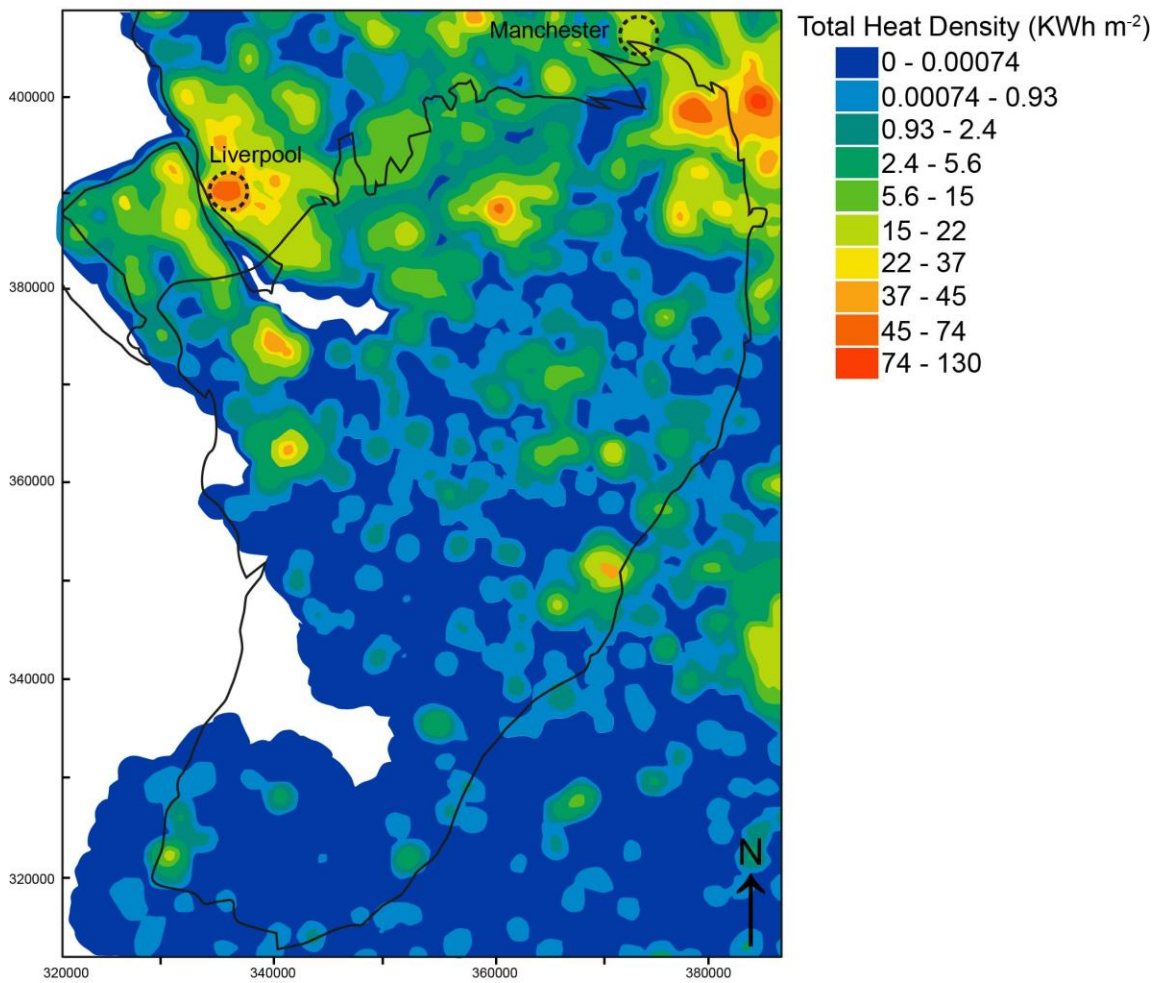 Manchester
Liverpool
400000
380000
360000
340000
320000
320000
340000
360000
380000
N
Total Heat Density (KWh m⁻²)
0 - 0.00074
0.00074 - 0.93
0.93 - 2.4
2.4 - 5.6
5.6 - 15
15 - 22
22 - 37
37 - 45
45 - 74
74 - 130